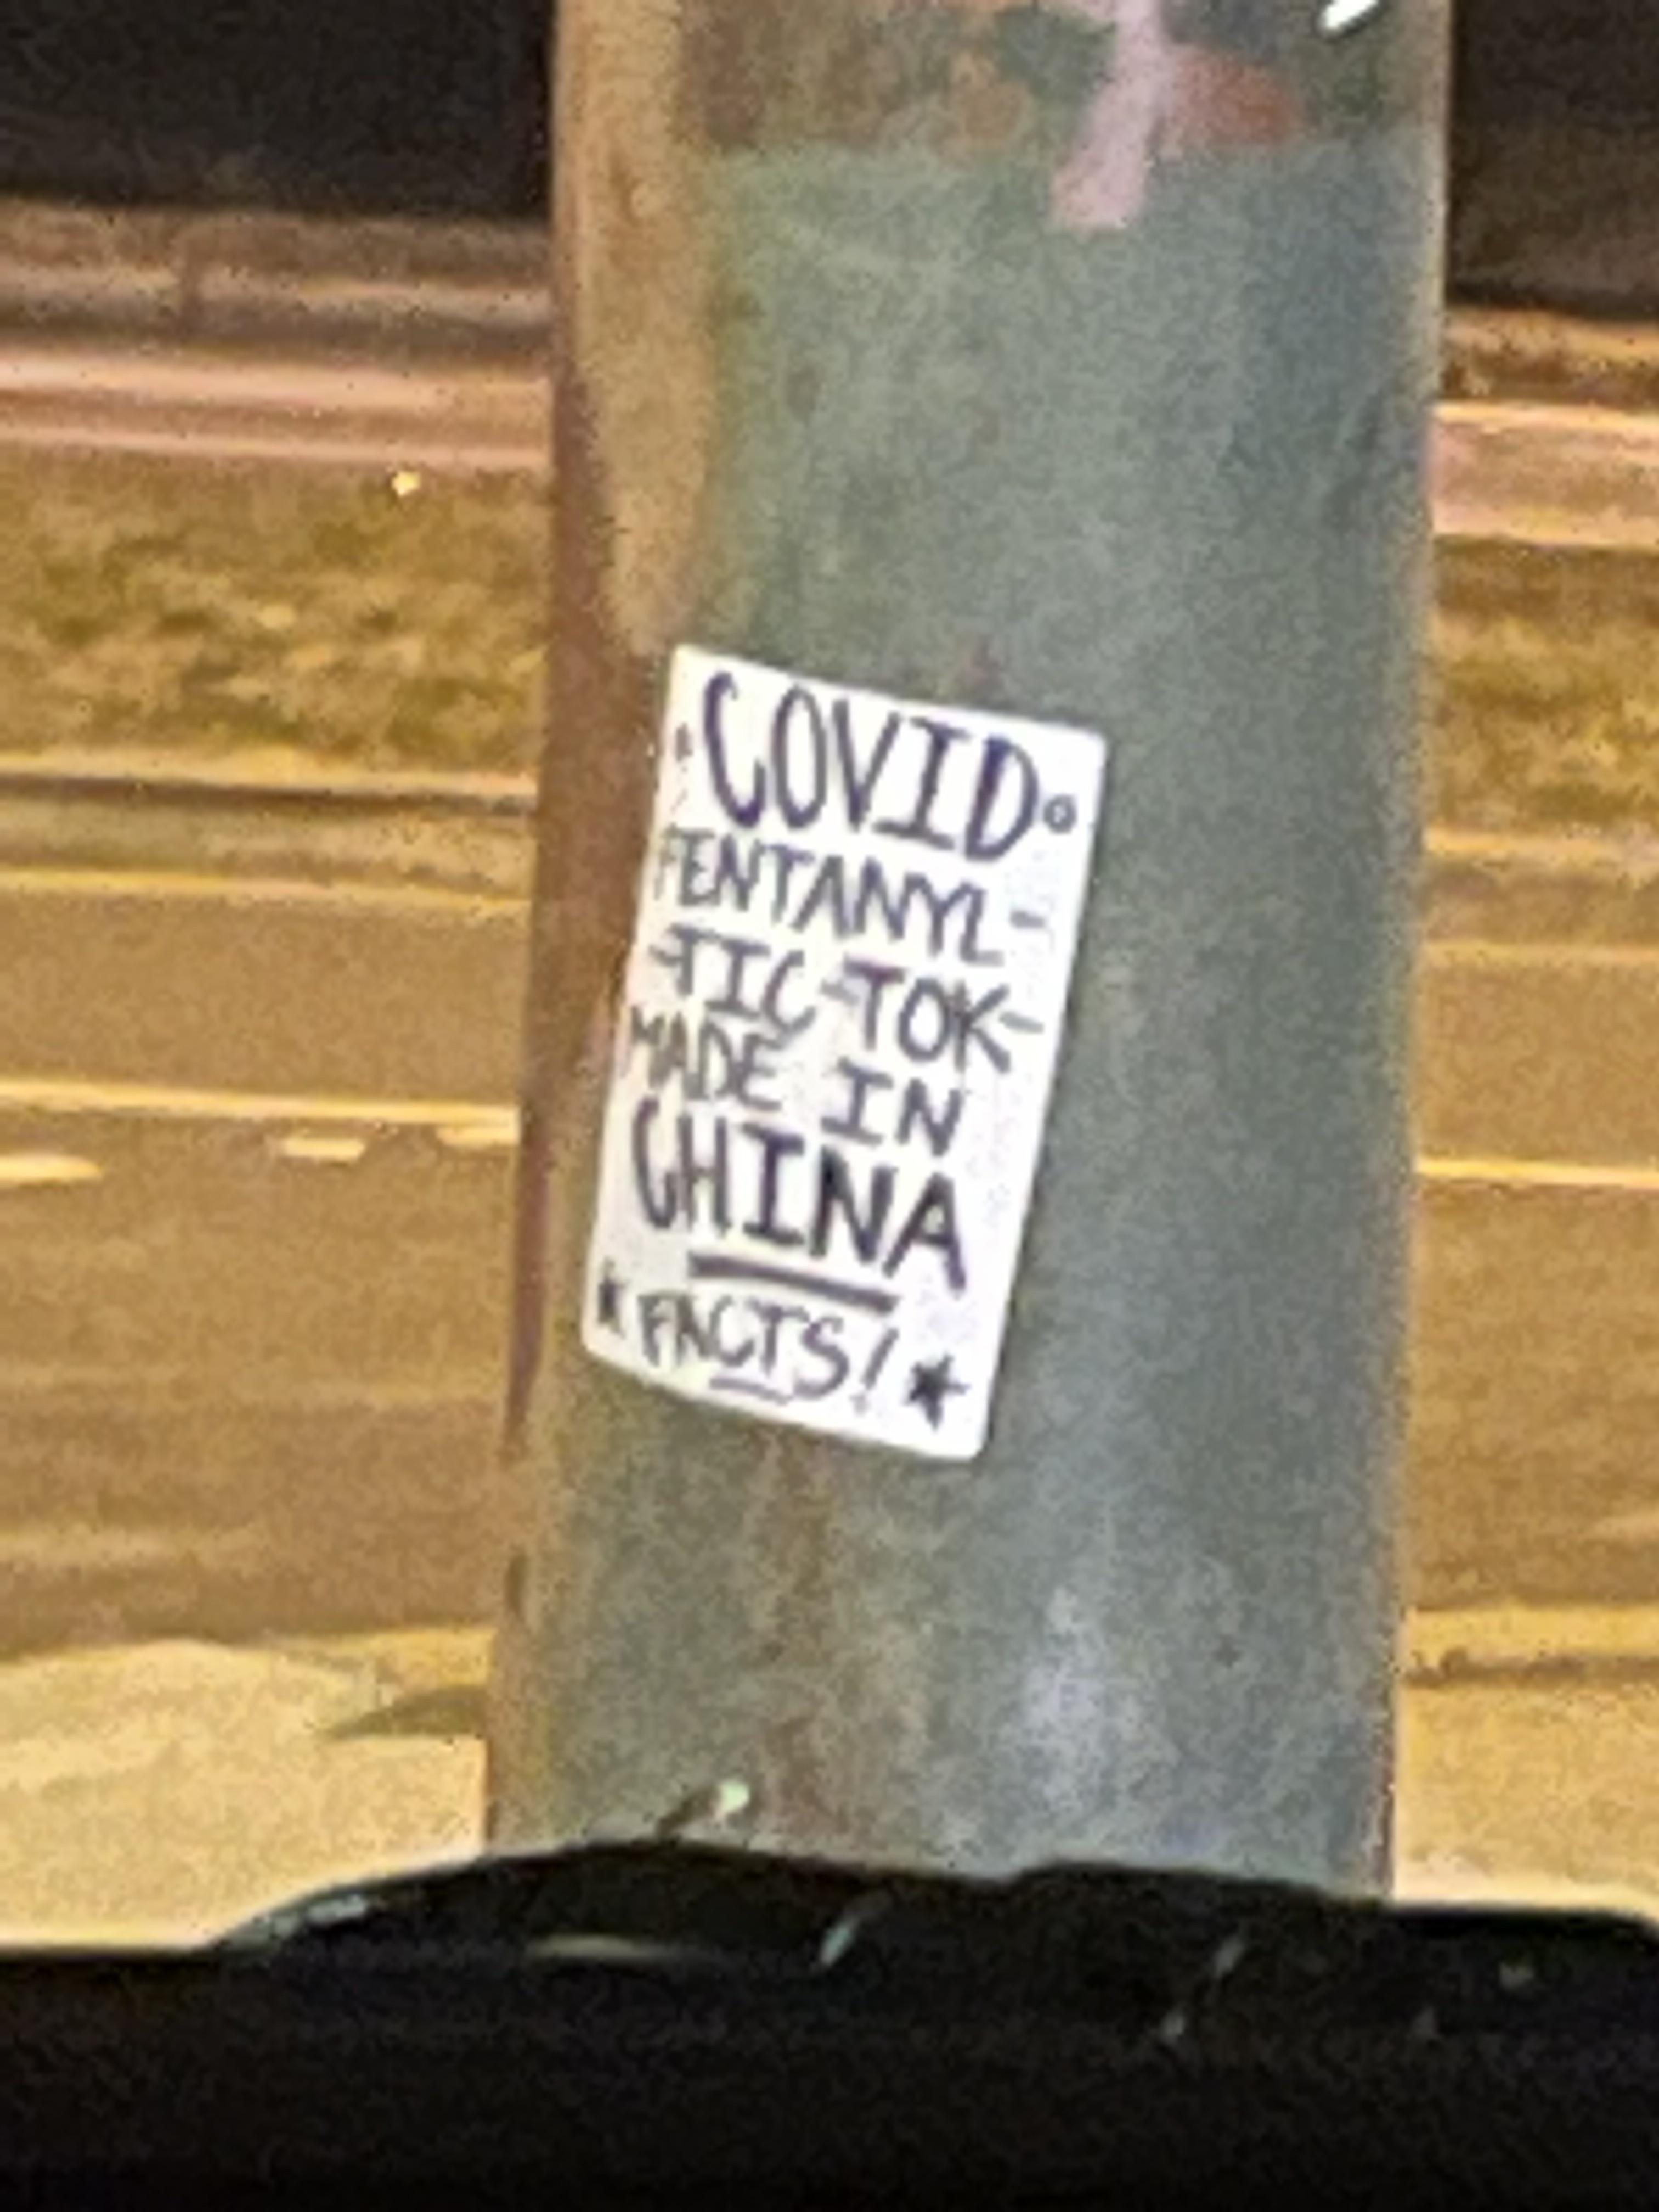 COVID
FENTANYL-
-TIC-TOK-
MADE IN
CHINA
FACTS!